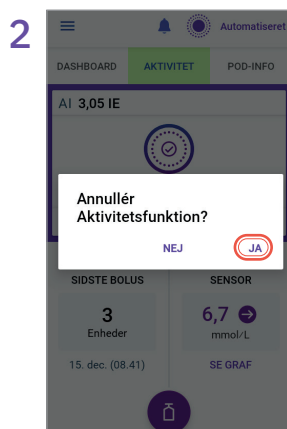 2
Automatiseret
DASHBOARD AKTIVITET POD-INFO
AI 3,05 IE
Annullér
Aktivitetsfunktion?
NEJ JA
SIDSTE BOLUS SENSOR
3 6,7
Enheder mmol/L
15. dec. (08.41) SE GRAF